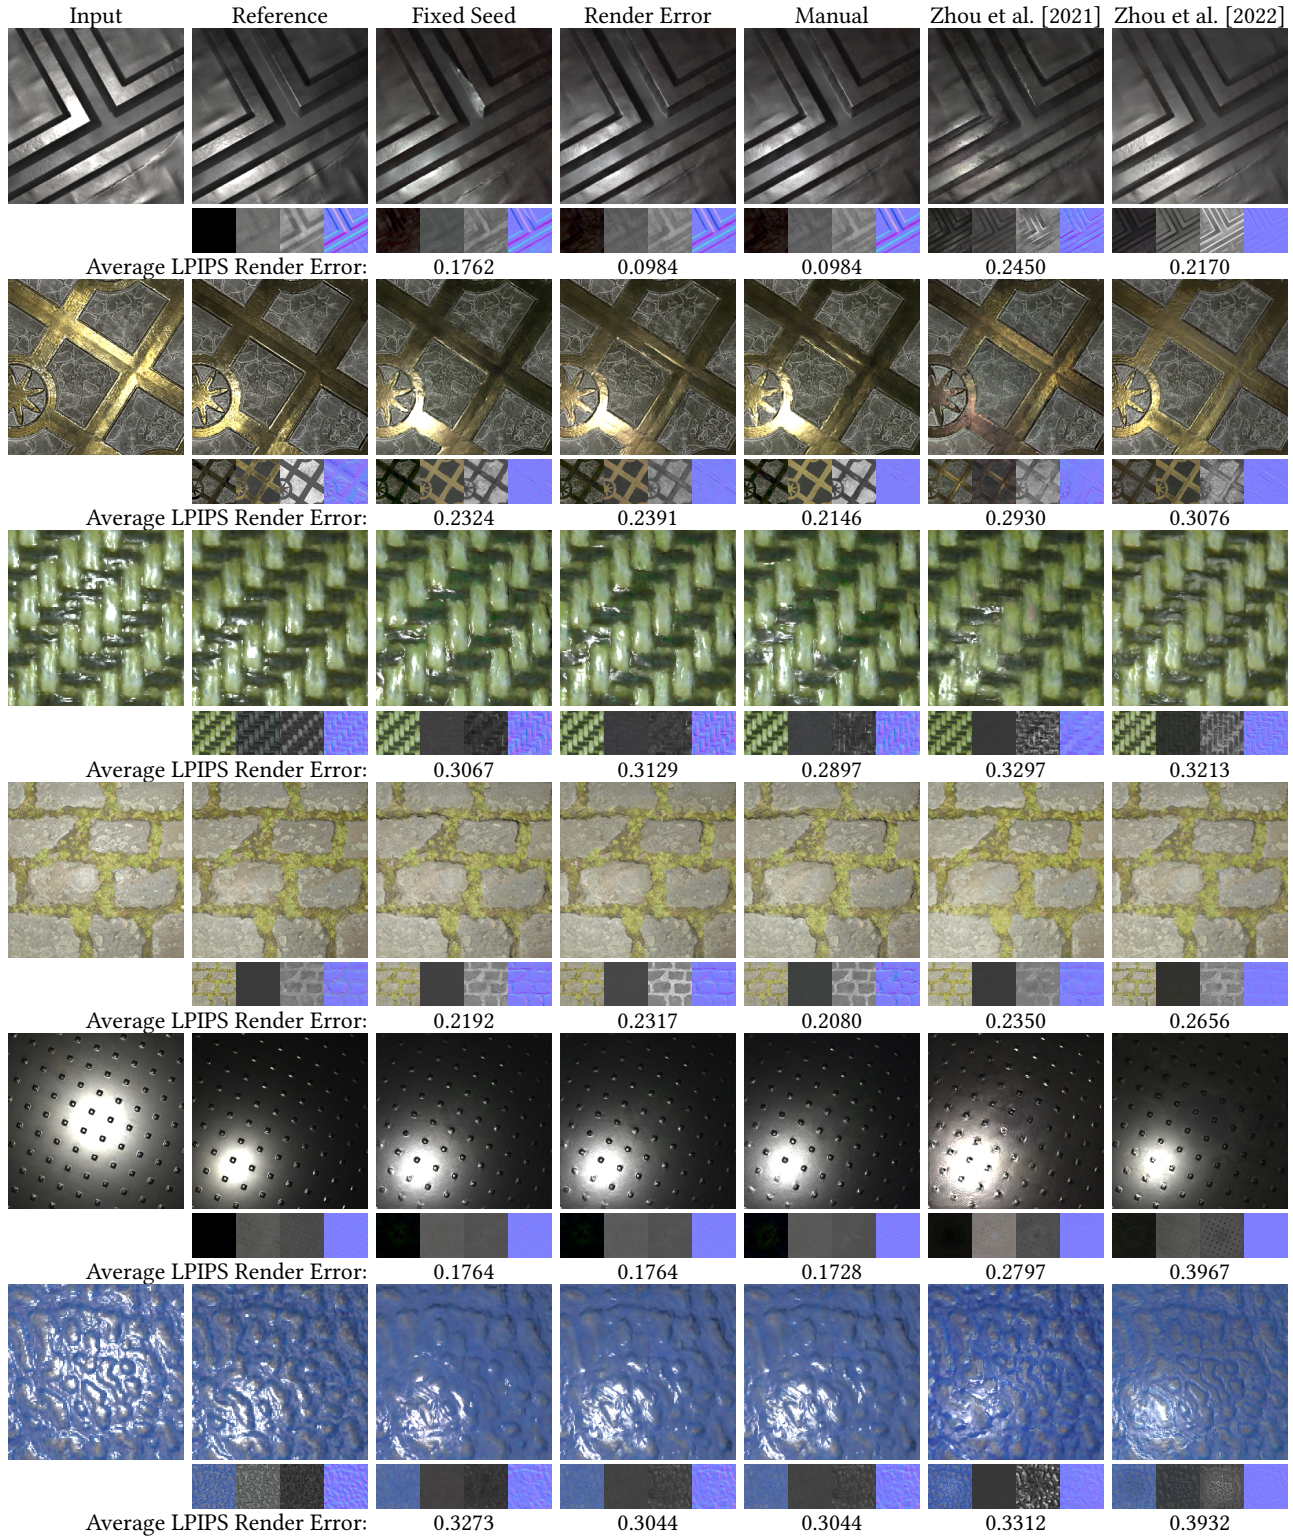 Input Reference Fixed Seed Render Error Manual Zhou et al. [2021] Zhou et al. [2022]
Average LPIPS Render Error: 0.1762 0.0984 0.0984 0.2450 0.2170
Average LPIPS Render Error: 0.2324 0.2391 0.2146 0.2930 0.3076
Average LPIPS Render Error: 0.3067 0.3129 0.2897 0.3297 0.3213
Average LPIPS Render Error: 0.2192 0.2317 0.2080 0.2350 0.2656
Average LPIPS Render Error: 0.1764 0.1764 0.1728 0.2797 0.3967
Average LPIPS Render Error: 0.3273 0.3044 0.3044 0.3312 0.3932